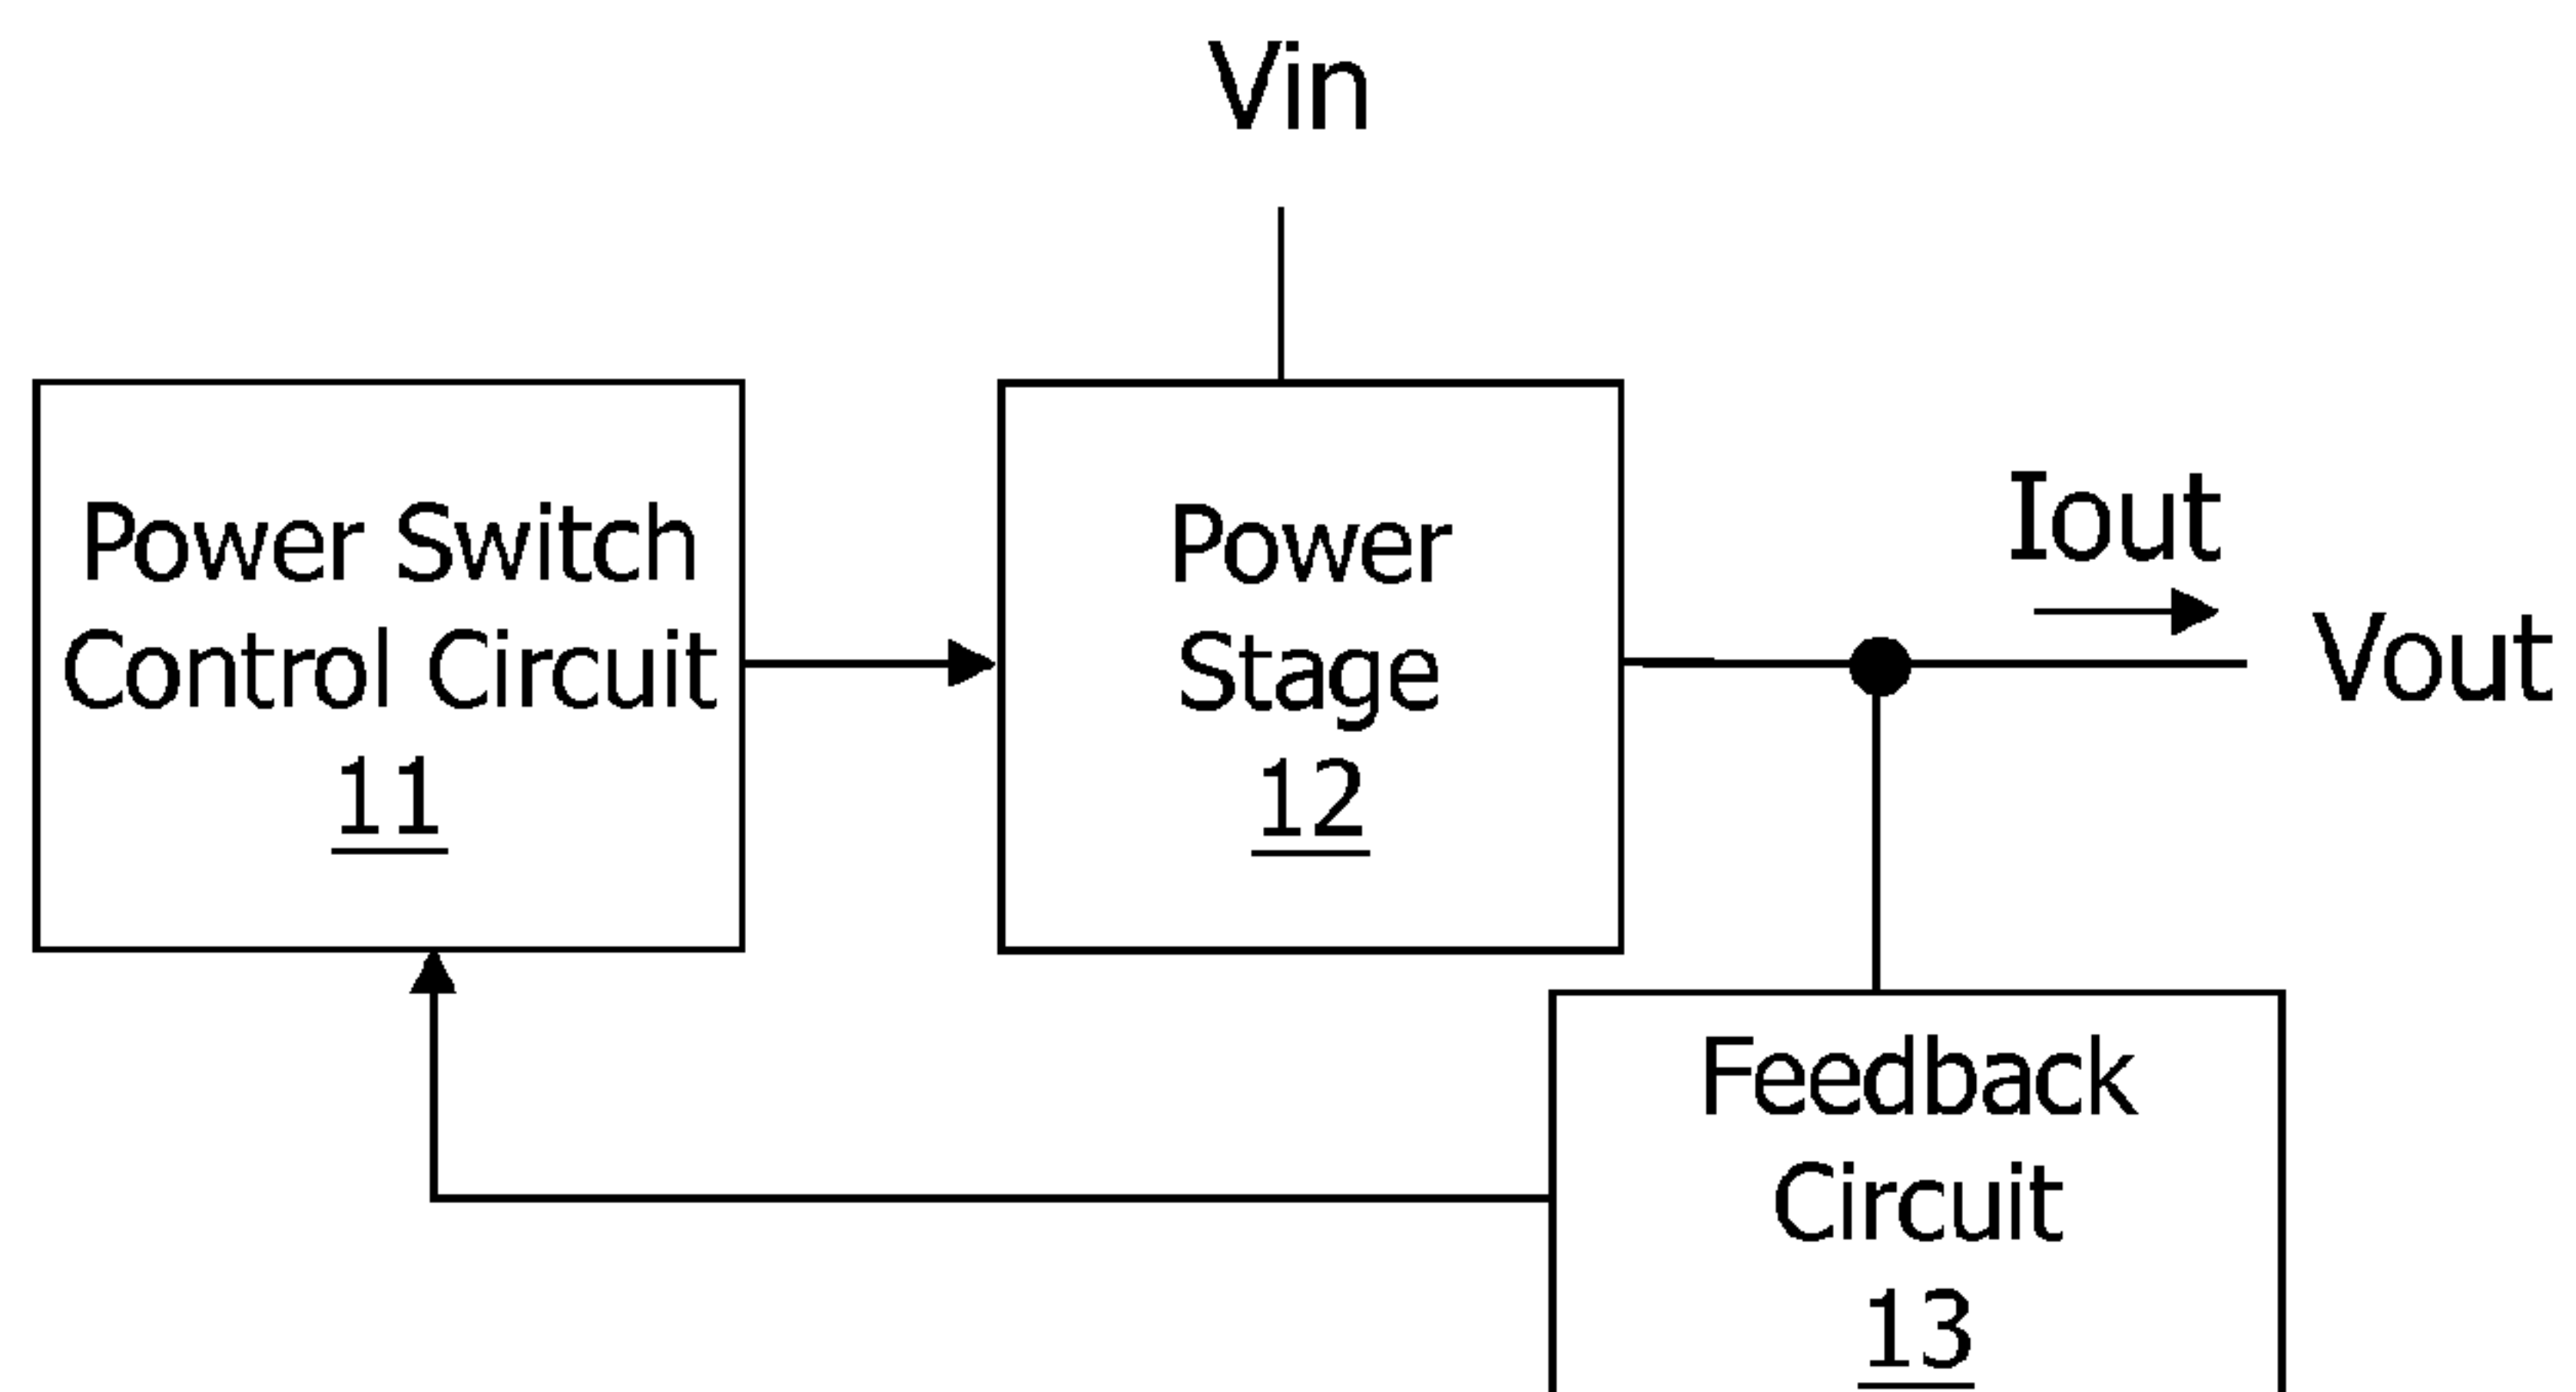 Vin
Power Switch
Control Circuit
11
Power
Stage
12
Iout
Vout
Feedback
Circuit
13